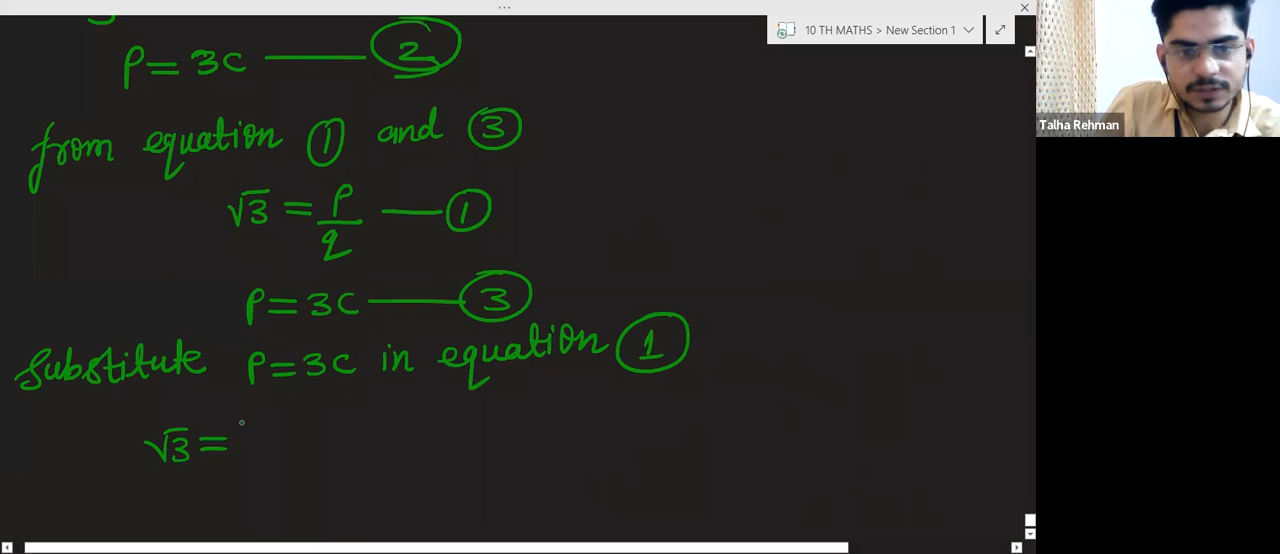 10 TH MATHS > New Section 1
Talha Rehman
P = 3C — 2
from equation 1 and 3
√3 = P/q — 1
P = 3C — 3
Substitute P = 3C in equation 1
√3 =